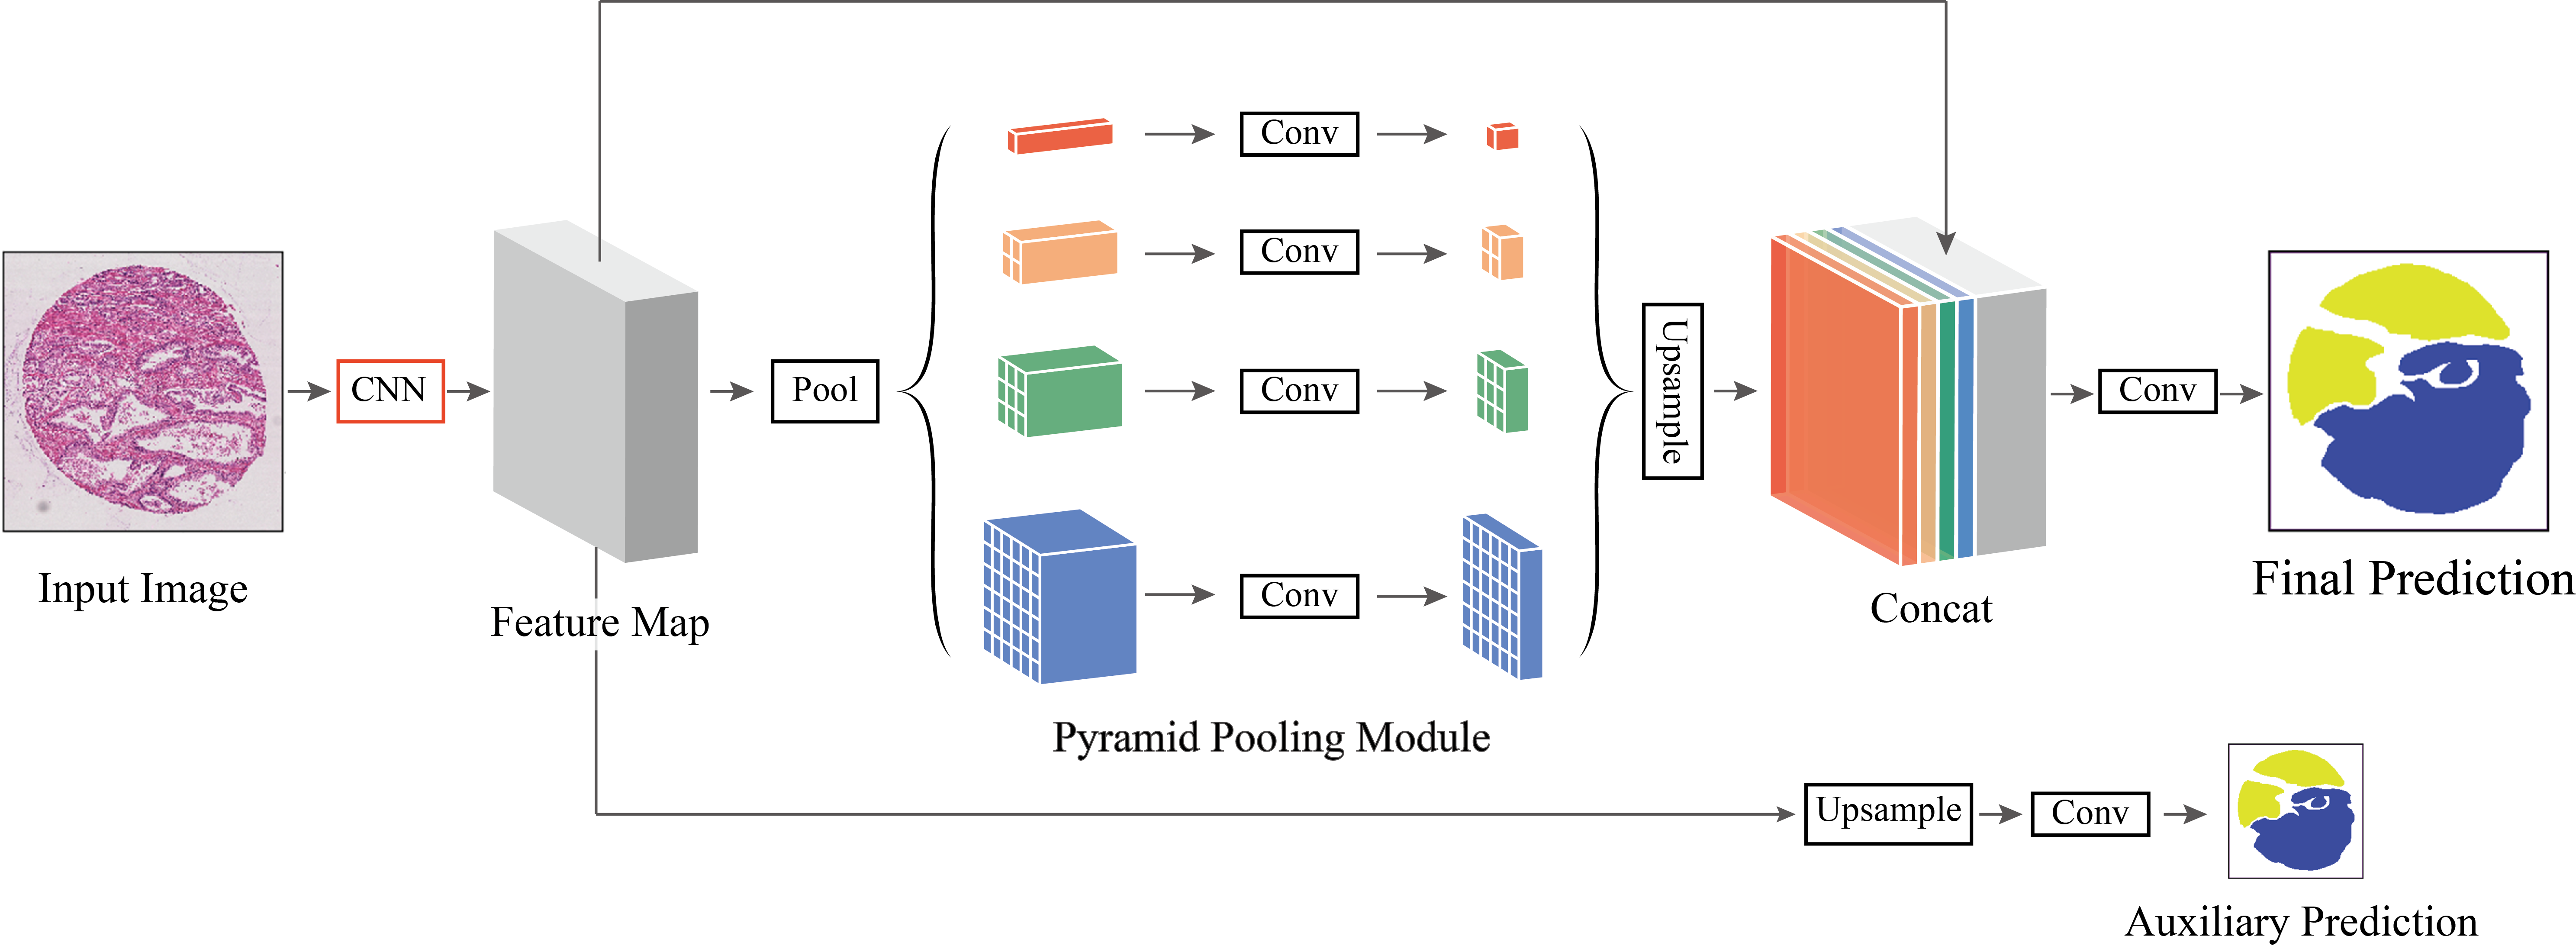 Input Image
CNN
Feature Map
Pool
Conv
Conv
Conv
Conv
Pyramid Pooling Module
Upsample
Concat
Conv
Final Prediction
Upsample
Conv
Auxiliary Prediction